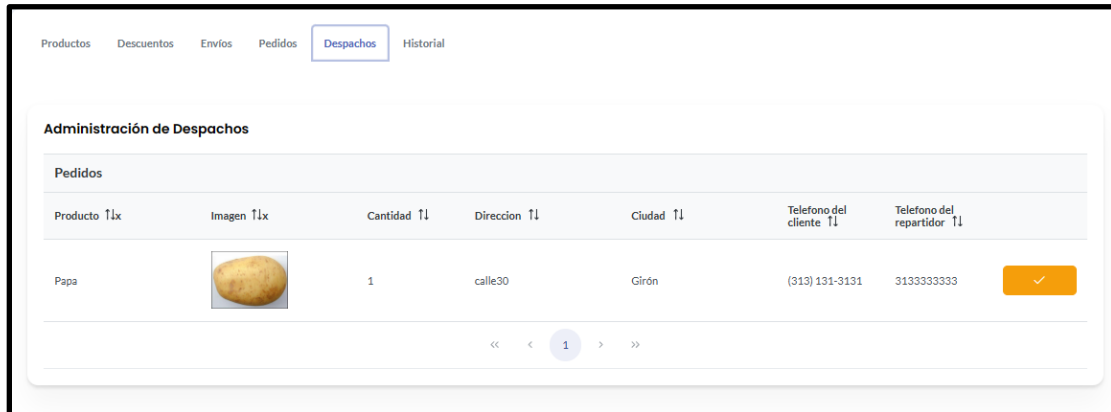 Productos Descuentos Envíos Pedidos Despachos Historial
Administración de Despachos
Pedidos
Producto ↑↓x Imagen ↑↓x Cantidad ↑↓ Direccion ↑↓ Ciudad ↑↓ Telefono del cliente ↑↓ Telefono del repartidor ↑↓
Papa 1 calle30 Girón (313) 131-3131 3133333333
<< < 1 > >>